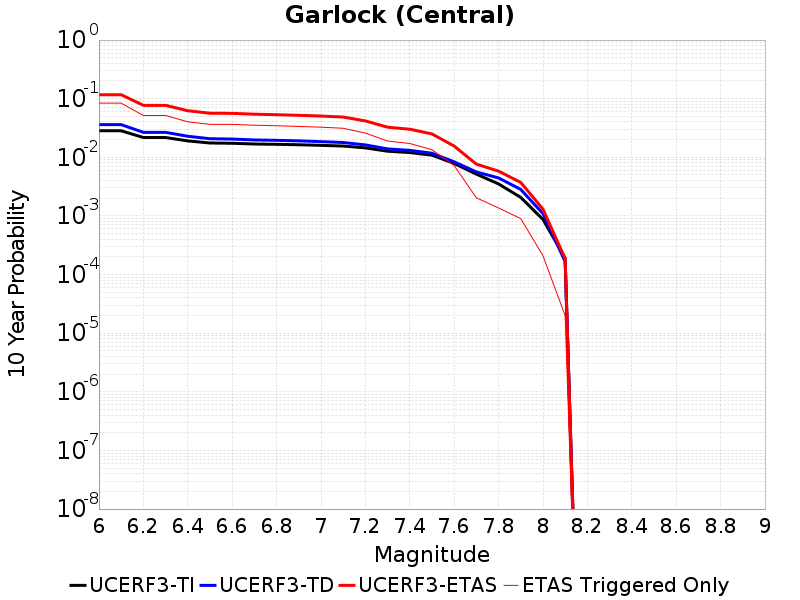 Garlock (Central)
10^0
10^-1
10^-2
10^-3
10^-4
10^-5
10^-6
10^-7
10^-8
10 Year Probability
6 6.2 6.4 6.6 6.8 7 7.2 7.4 7.6 7.8 8 8.2 8.4 8.6 8.8 9
Magnitude
UCERF3-TI UCERF3-TD UCERF3-ETAS ETAS Triggered Only